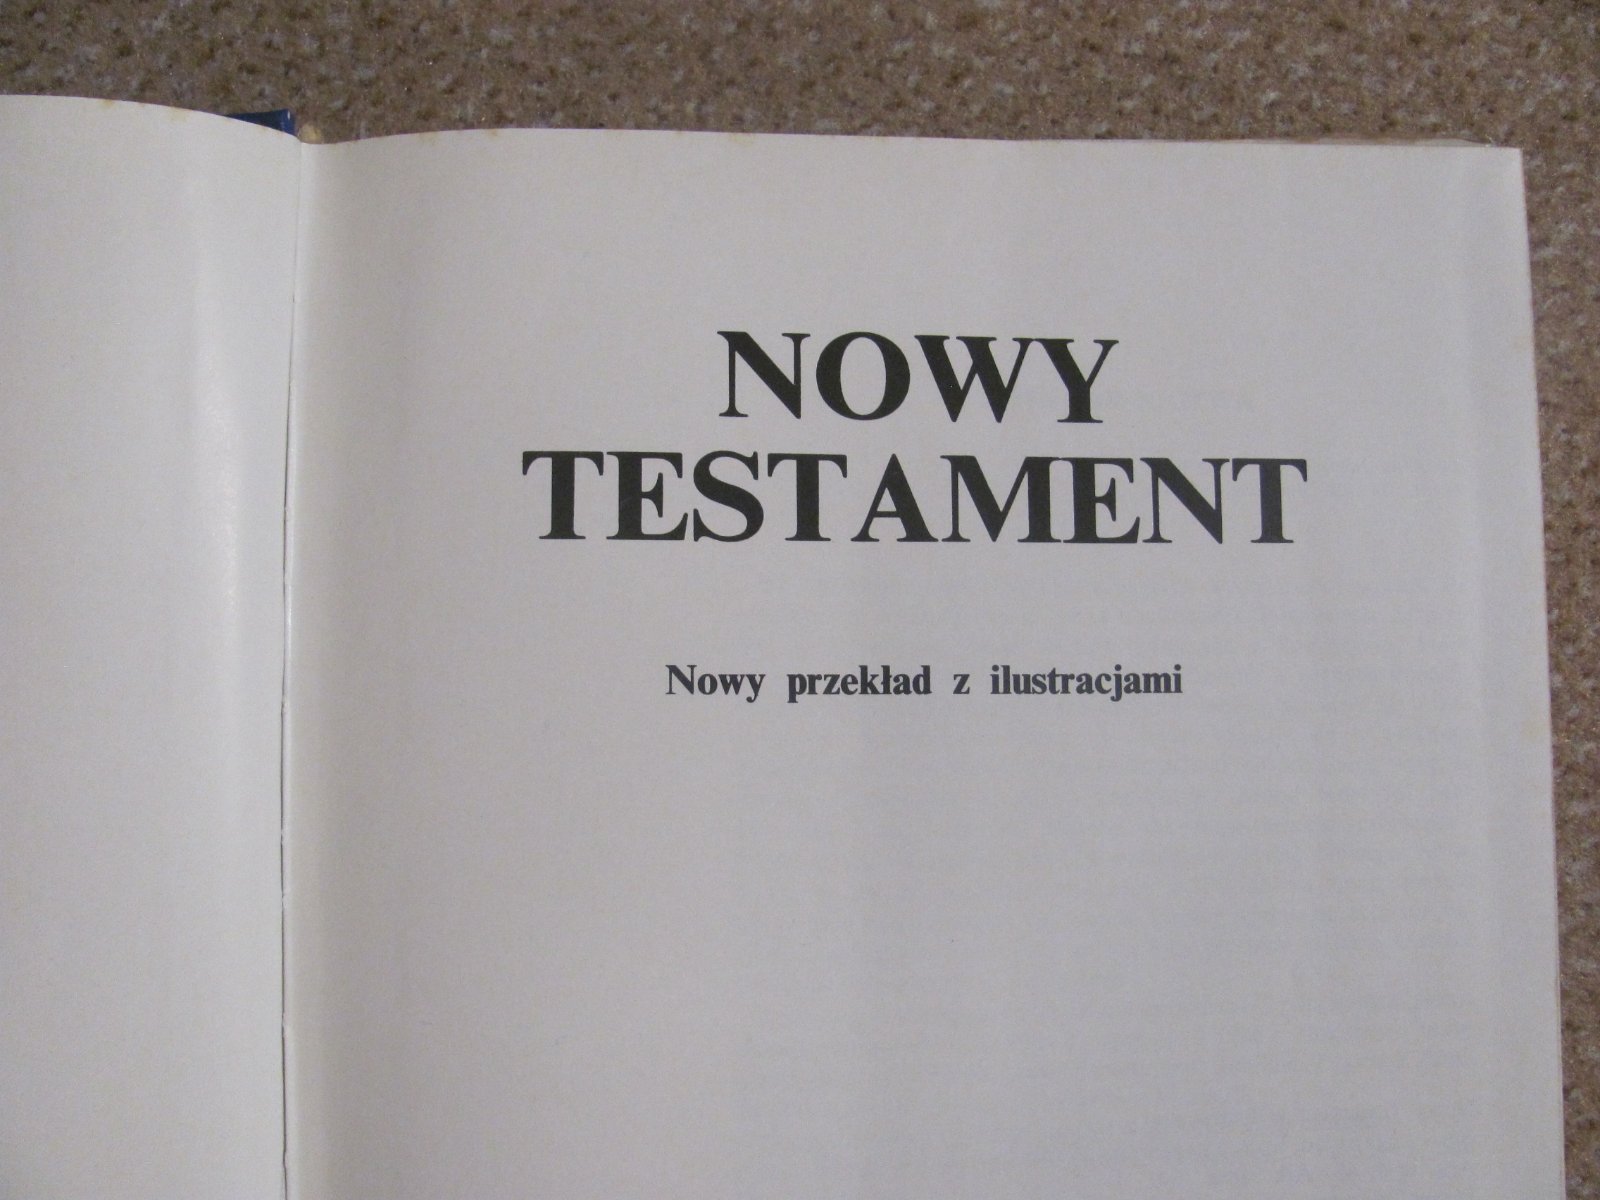 NOWY
TESTAMENT
Nowy przekład z ilustracjami